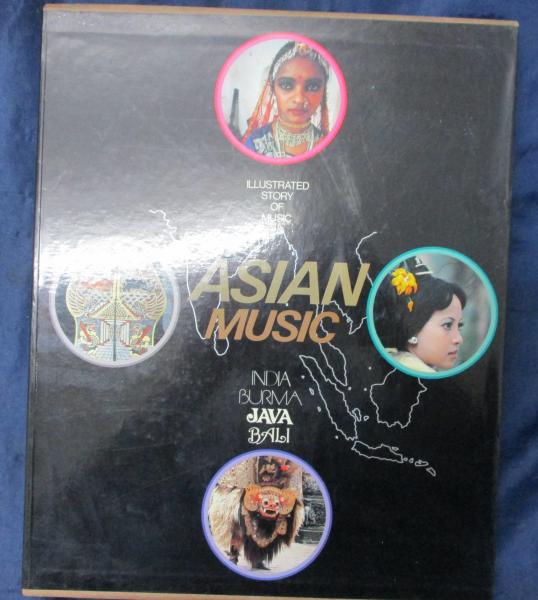 ILLUSTRATED
STORY
OF
MUSIC
ASIAN
MUSIC
INDIA
BURMA
JAVA
BALI